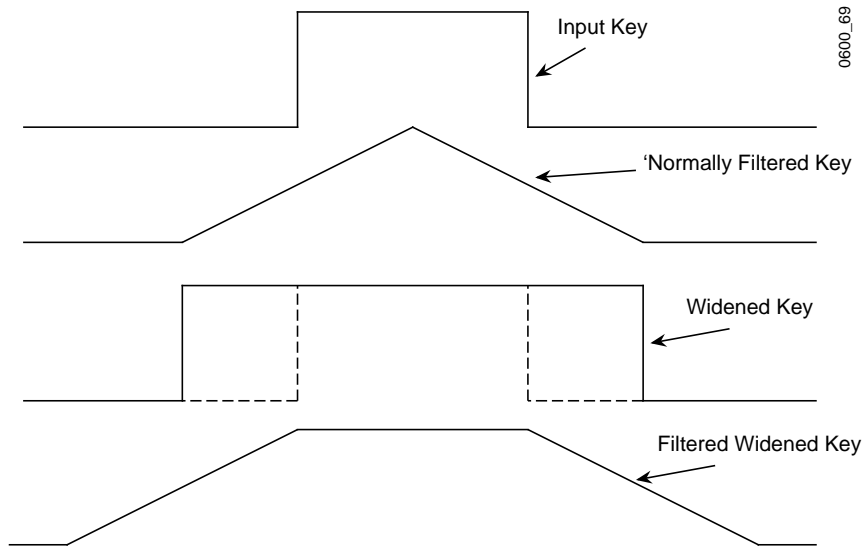 Input Key
0600_69
‘Normally Filtered Key
Widened Key
Filtered Widened Key